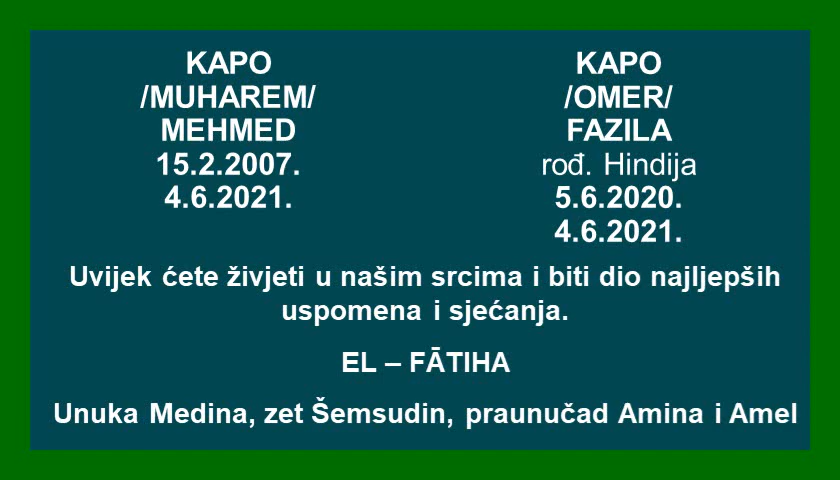 KAPO
/MUHAREM/
MEHMED
15.2.2007.
4.6.2021.
KAPO
/OMER/
FAZILA
rođ. Hindija
5.6.2020.
4.6.2021.
Uvijek ćete živjeti u našim srcima i biti dio najljepših
uspomena i sjećanja.
EL – FĀTIHA
Unuka Medina, zet Šemsudin, praunučad Amina i Amel